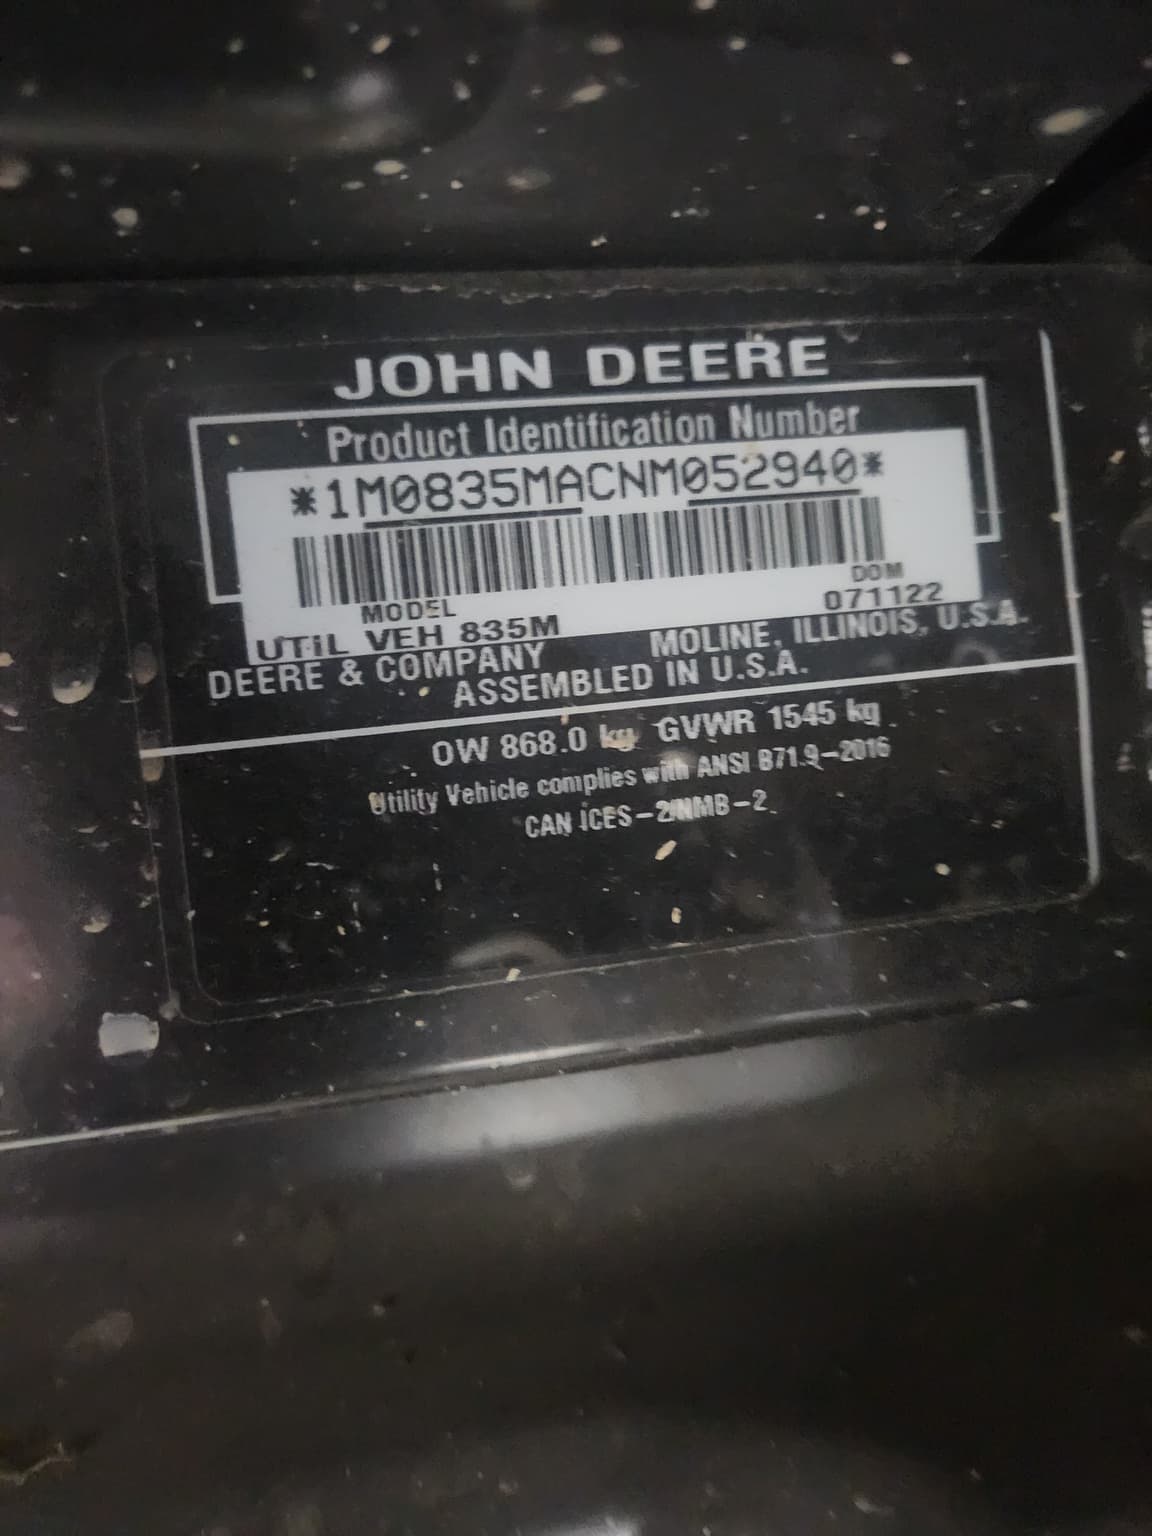 JOHN DEERE
Product Identification Number
*1M0835MACNM052940*
MODEL
DOM
UTIL VEH 835M
071122
DEERE & COMPANY
MOLINE, ILLINOIS, U.S.A.
ASSEMBLED IN U.S.A.
OW 868.0 kg GVWR 1545 kg
Utility Vehicle complies with ANSI B71.9-2016
CAN ICES-2/NMB-2